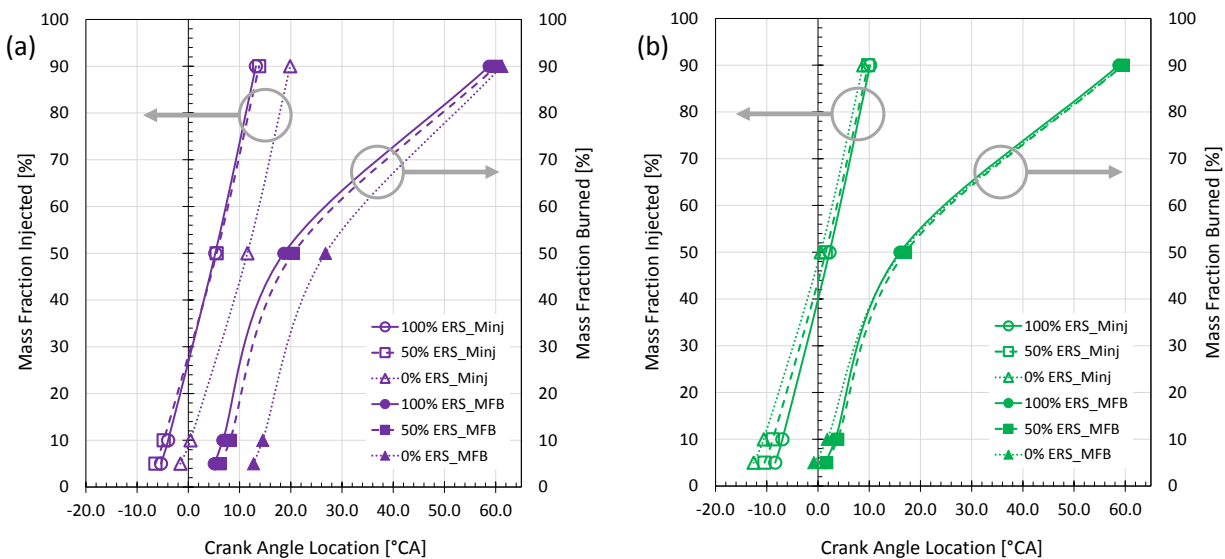 (a)
Mass Fraction Injected [%]
100
90
80
70
60
50
40
30
20
10
0
-20.0 -10.0 0.0 10.0 20.0 30.0 40.0 50.0 60.0
Crank Angle Location [°CA]
100
90
80
70
60
50
40
30
20
10
0
Mass Fraction Burned [%]
100% ERS_Minj
50% ERS_Minj
0% ERS_Minj
100% ERS_MFB
50% ERS_MFB
0% ERS_MFB
(b)
Mass Fraction Injected [%]
100
90
80
70
60
50
40
30
20
10
0
-20.0 -10.0 0.0 10.0 20.0 30.0 40.0 50.0 60.0
Crank Angle Location [°CA]
100
90
80
70
60
50
40
30
20
10
0
Mass Fraction Burned [%]
100% ERS_Minj
50% ERS_Minj
0% ERS_Minj
100% ERS_MFB
50% ERS_MFB
0% ERS_MFB